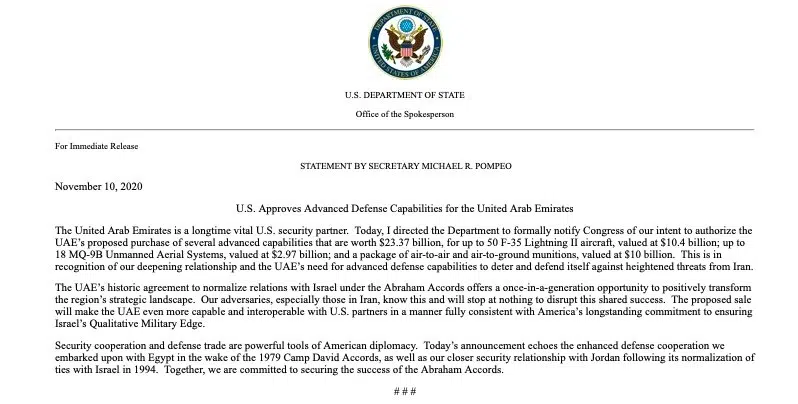 DEPARTMENT OF STATE
UNITED STATES OF AMERICA
U.S. DEPARTMENT OF STATE
Office of the Spokesperson
For Immediate Release
STATEMENT BY SECRETARY MICHAEL R. POMPEO
November 10, 2020
U.S. Approves Advanced Defense Capabilities for the United Arab Emirates
The United Arab Emirates is a longtime vital U.S. security partner.  Today, I directed the Department to formally notify Congress of our intent to authorize the
UAE’s proposed purchase of several advanced capabilities that are worth $23.37 billion, for up to 50 F-35 Lightning II aircraft, valued at $10.4 billion; up to
18 MQ-9B Unmanned Aerial Systems, valued at $2.97 billion; and a package of air-to-air and air-to-ground munitions, valued at $10 billion.  This is in
recognition of our deepening relationship and the UAE’s need for advanced defense capabilities to deter and defend itself against heightened threats from Iran.
The UAE’s historic agreement to normalize relations with Israel under the Abraham Accords offers a once-in-a-generation opportunity to positively transform
the region’s strategic landscape.  Our adversaries, especially those in Iran, know this and will stop at nothing to disrupt this shared success.  The proposed sale
will make the UAE even more capable and interoperable with U.S. partners in a manner fully consistent with America’s longstanding commitment to ensuring
Israel’s Qualitative Military Edge.
Security cooperation and defense trade are powerful tools of American diplomacy.  Today’s announcement echoes the enhanced defense cooperation we
embarked upon with Egypt in the wake of the 1979 Camp David Accords, as well as our closer security relationship with Jordan following its normalization of
ties with Israel in 1994.  Together, we are committed to securing the success of the Abraham Accords.
# # #